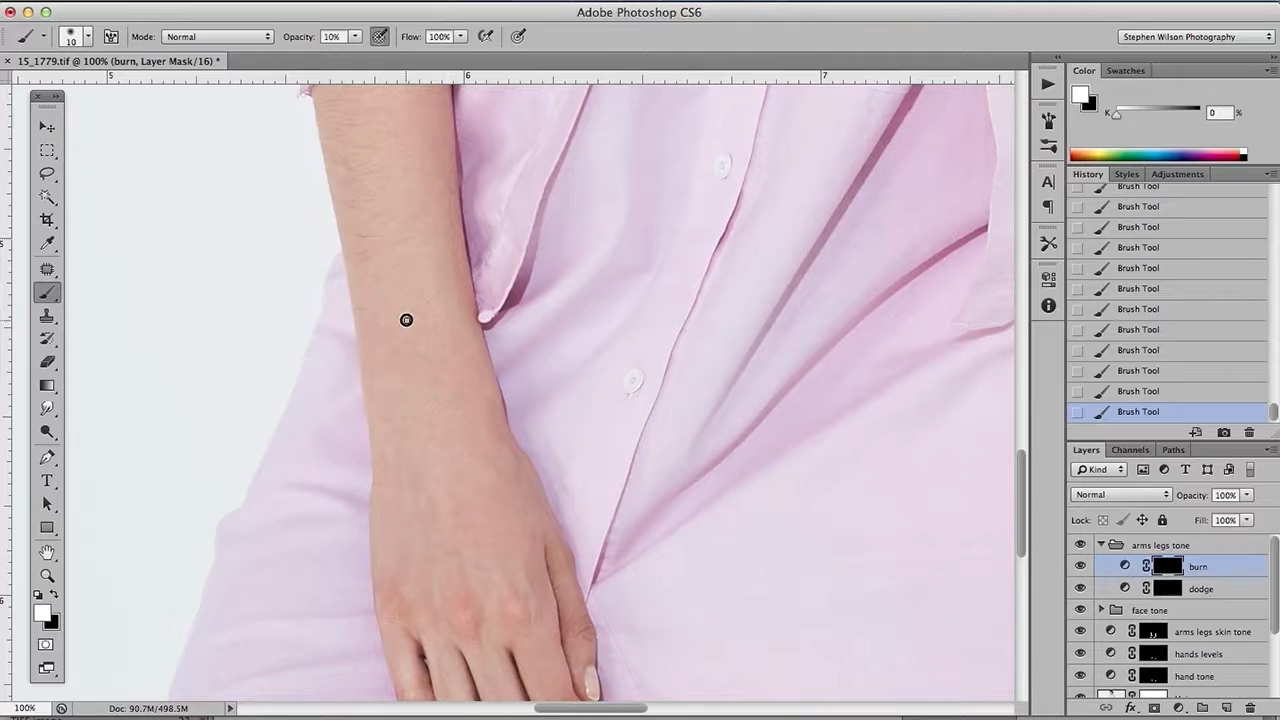 Adobe Photoshop CS6
10
Mode: Normal
Opacity: 10%
Flow: 100%
Stephen Wilson Photography
15_1779.tif @ 100% (burn, Layer Mask/16) *
5
6
7
Color
Swatches
K
0
%
History
Styles
Adjustments
Brush Tool
Brush Tool
Brush Tool
Brush Tool
Brush Tool
Brush Tool
Brush Tool
Brush Tool
Brush Tool
Brush Tool
Brush Tool
Brush Tool
Layers
Channels
Paths
Kind
Normal
Opacity: 100%
Lock:
Fill: 100%
arms legs tone
burn
dodge
face tone
arms legs skin tone
hands levels
hand tone
100%
Doc: 90.7M/498.5M